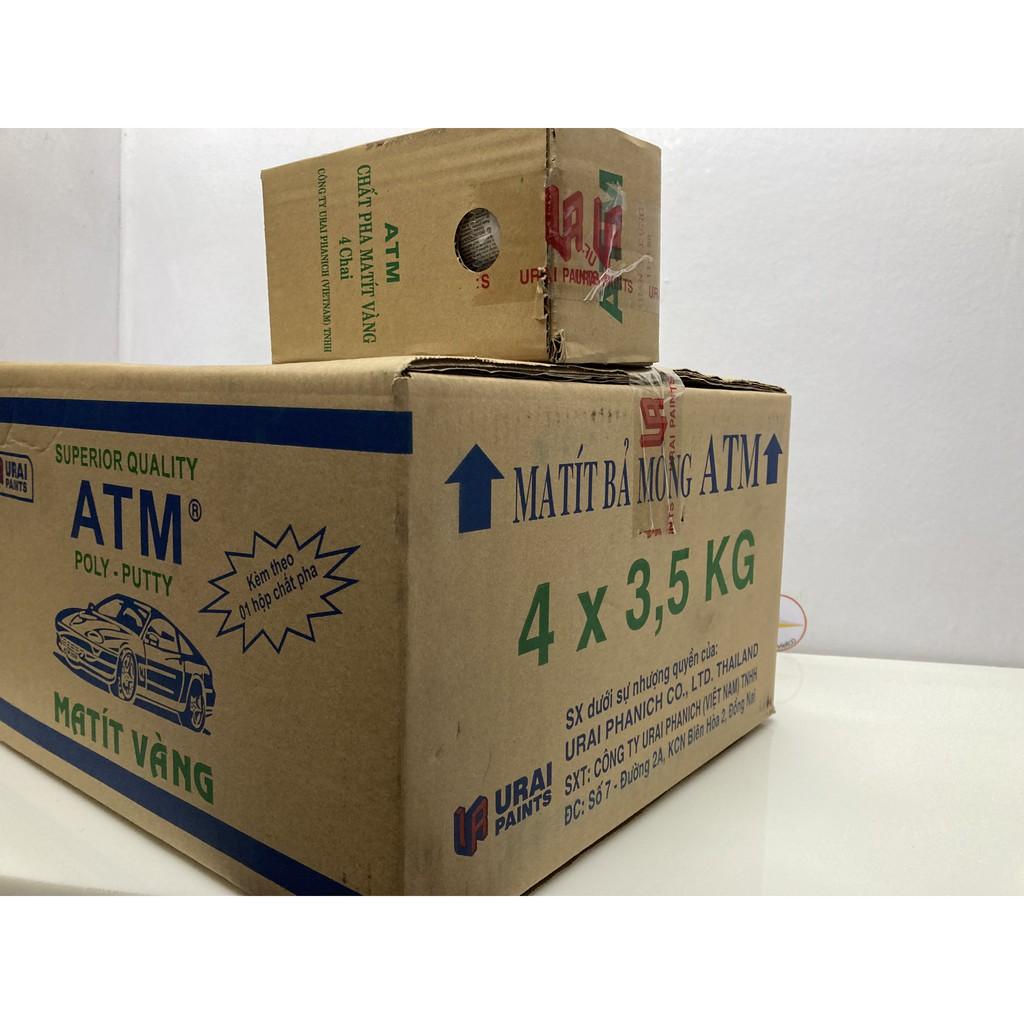 ATM
CHẤT PHA MATÍT VÀNG
4 Chai
CÔNG TY URAI PHANICH (VIETNAM) TNHH
ATM
URAI PAINTS
URAI PAINTS
SUPERIOR QUALITY
ATM®
POLY - PUTTY
Kèm theo
01 hộp chất pha
MATÍT VÀNG
MATÍT BẢ MỎNG ATM
4 x 3,5 KG
SX dưới sự nhượng quyền của:
URAI PHANICH CO., LTD. THAILAND
SXT: CÔNG TY URAI PHANICH (VIỆT NAM) TNHH
ĐC: Số 7 - Đường 2A, KCN Biên Hòa 2, Đồng Nai
URAI
PAINTS